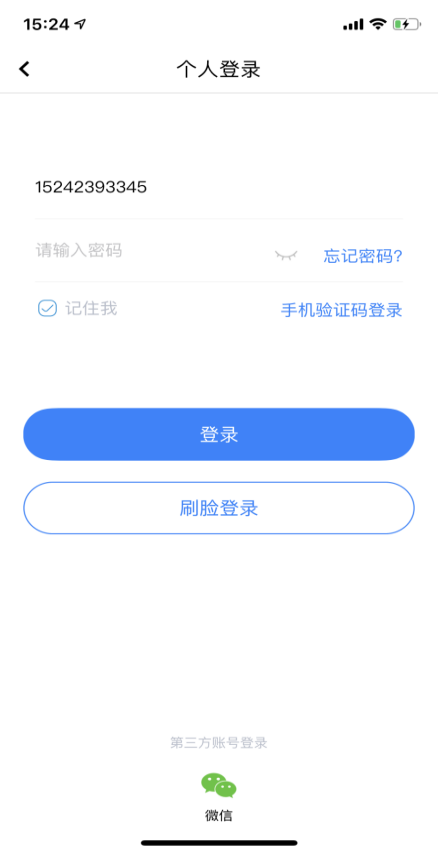 15:24
个人登录
15242393345
请输入密码 忘记密码?
记住我 手机验证码登录
登录
刷脸登录
第三方账号登录
微信